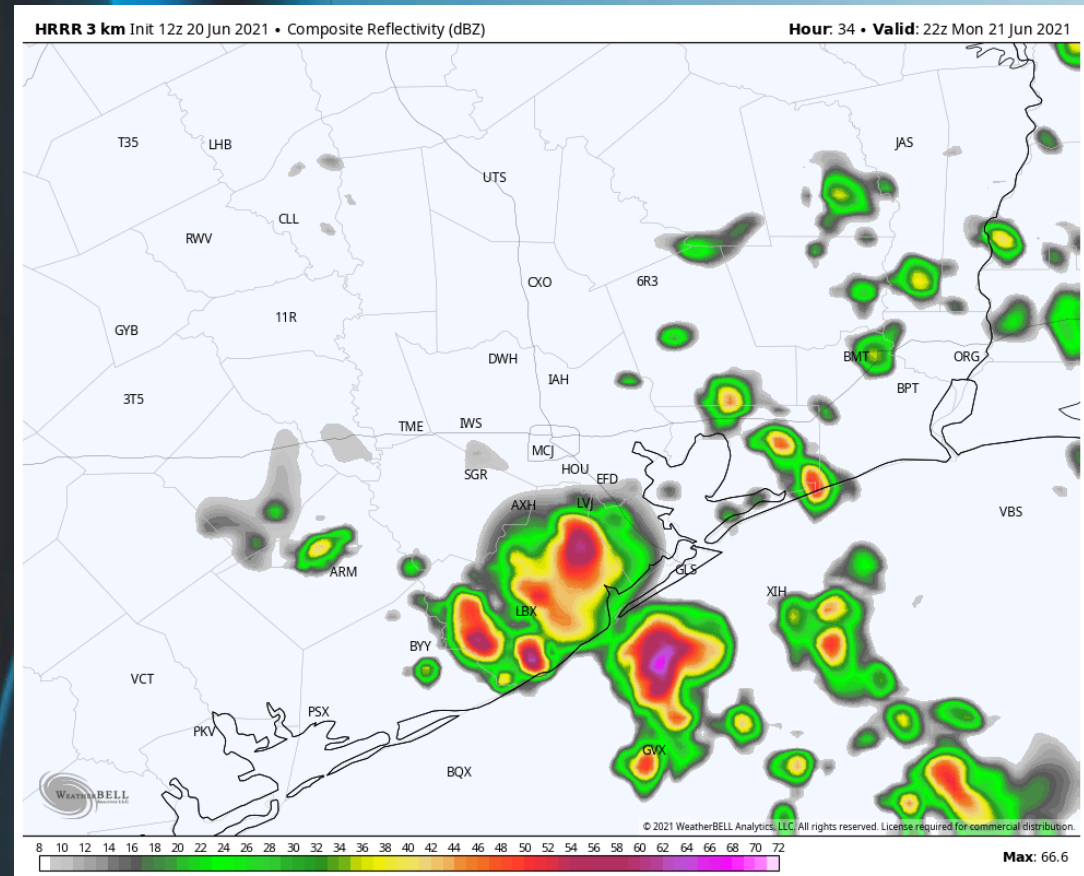 HRRR 3 km Init 12z 20 Jun 2021 • Composite Reflectivity (dBZ) Hour: 34 • Valid: 22z Mon 21 Jun 2021
T35 LHB JAS
UTS
CLL
RWV
CXO 6R3
11R
GYB
DWH BMT ORG
IAH BPT
3T5
TME IWS
MCJ
SGR HOU EFD
AXH LVJ
VBS
ARM GLS
XIH
LBX
BYY
VCT
PSX
PKV
GVX
BQX
WEATHERBELL
ANALYTICS LLC
© 2021 WeatherBELL Analytics, LLC. All rights reserved. License required for commercial distribution.
8 10 12 14 16 18 20 22 24 26 28 30 32 34 36 38 40 42 44 46 48 50 52 54 56 58 60 62 64 66 68 70 72
Max: 66.6